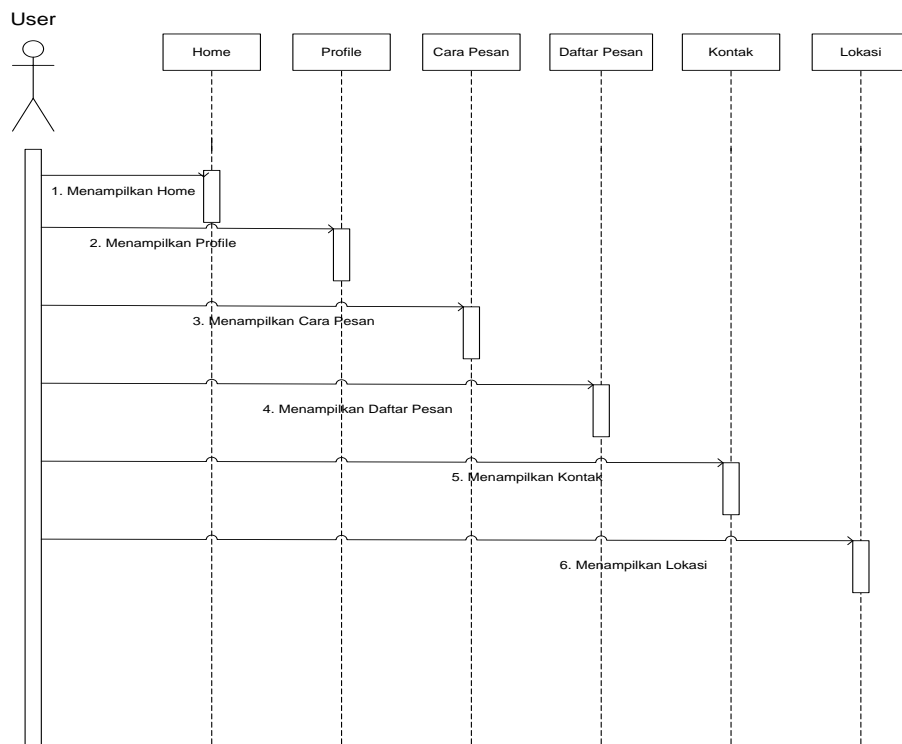 User
Home
Profile
Cara Pesan
Daftar Pesan
Kontak
Lokasi
1. Menampilkan Home
2. Menampilkan Profile
3. Menampilkan Cara Pesan
4. Menampilkan Daftar Pesan
5. Menampilkan Kontak
6. Menampilkan Lokasi